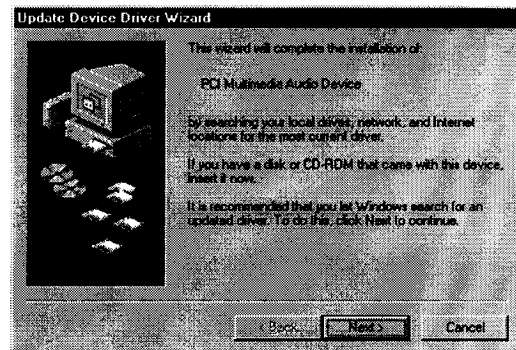 Update Device Driver Wizard
This wizard will complete the installation of:
PCI Multimedia Audio Device
by searching your local drives, network, and Internet
locations for the most current driver.
If you have a disk or CD-ROM that came with this device,
insert it now.
It is recommended that you let Windows search for an
updated driver. To do this, click Next to continue.
< Back
Next >
Cancel